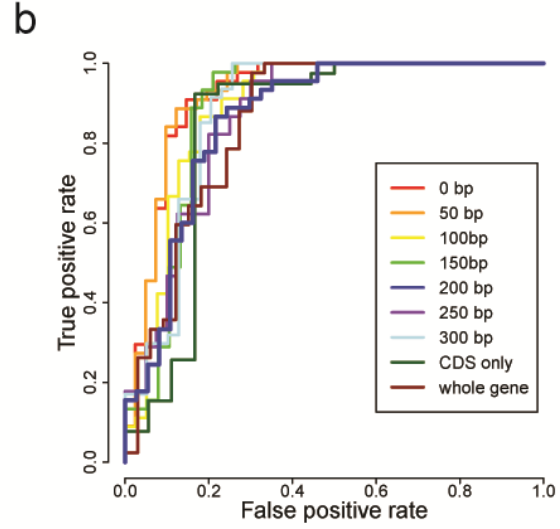 b
True positive rate
1.0
0.8
0.6
0.4
0.2
0.0
0 bp
50 bp
100bp
150bp
200 bp
250 bp
300 bp
CDS only
whole gene
0.0 0.2 0.4 0.6 0.8 1.0
False positive rate